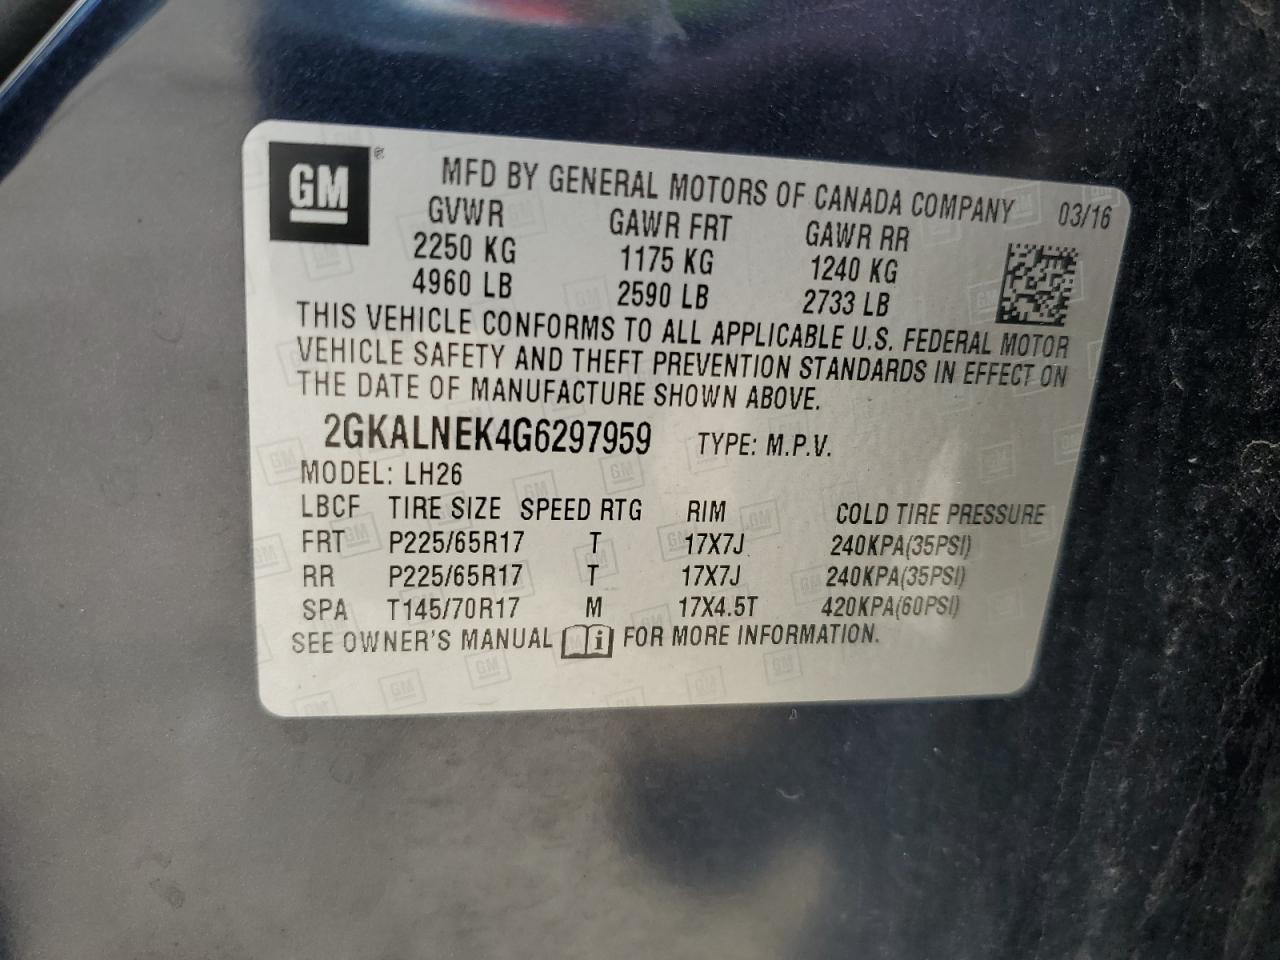 GM ®
MFD BY GENERAL MOTORS OF CANADA COMPANY 03/16
GVWR GAWR FRT GAWR RR
2250 KG 1175 KG 1240 KG
4960 LB 2590 LB 2733 LB
THIS VEHICLE CONFORMS TO ALL APPLICABLE U.S. FEDERAL MOTOR
VEHICLE SAFETY AND THEFT PREVENTION STANDARDS IN EFFECT ON
THE DATE OF MANUFACTURE SHOWN ABOVE.
2GKALNEK4G6297959 TYPE: M.P.V.
MODEL: LH26
LBCF TIRE SIZE SPEED RTG RIM COLD TIRE PRESSURE
FRT P225/65R17 T 17X7J 240KPA(35PSI)
RR P225/65R17 T 17X7J 240KPA(35PSI)
SPA T145/70R17 M 17X4.5T 420KPA(60PSI)
SEE OWNER'S MANUAL i FOR MORE INFORMATION.